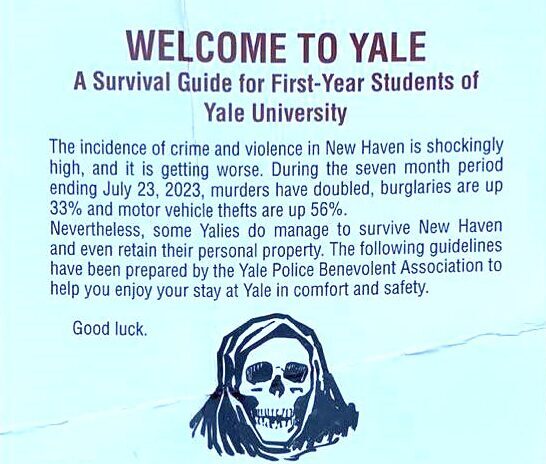 WELCOME TO YALE
A Survival Guide for First-Year Students of
Yale University
The incidence of crime and violence in New Haven is shockingly
high, and it is getting worse. During the seven month period
ending July 23, 2023, murders have doubled, burglaries are up
33% and motor vehicle thefts are up 56%.
Nevertheless, some Yalies do manage to survive New Haven
and even retain their personal property. The following guidelines
have been prepared by the Yale Police Benevolent Association to
help you enjoy your stay at Yale in comfort and safety.
Good luck.